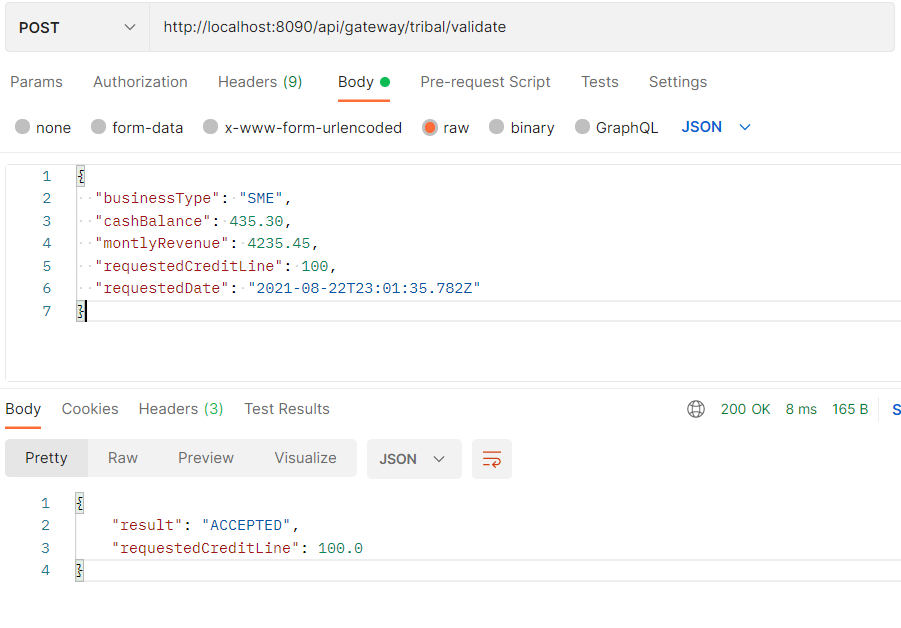 POST http://localhost:8090/api/gateway/tribal/validate
Params Authorization Headers (9) Body Pre-request Script Tests Settings
none form-data x-www-form-urlencoded raw binary GraphQL JSON
1 {
2 "businessType": "SME",
3 "cashBalance": 435.30,
4 "montlyRevenue": 4235.45,
5 "requestedCreditLine": 100,
6 "requestedDate": "2021-08-22T23:01:35.782Z"
7 }
Body Cookies Headers (3) Test Results 200 OK 8 ms 165 B S
Pretty Raw Preview Visualize JSON
1 {
2 "result": "ACCEPTED",
3 "requestedCreditLine": 100.0
4 }